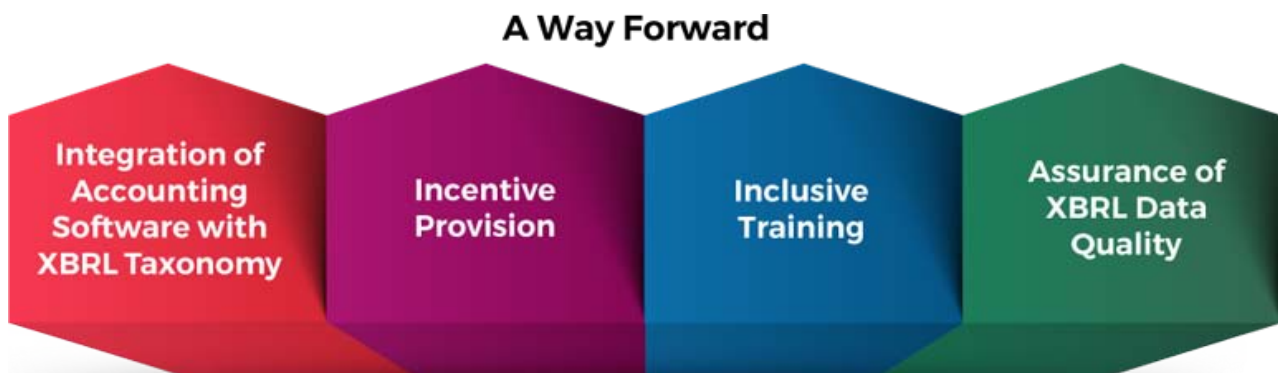 A Way Forward
Integration of
Accounting
Software with
XBRL Taxonomy
Incentive
Provision
Inclusive
Training
Assurance of
XBRL Data
Quality